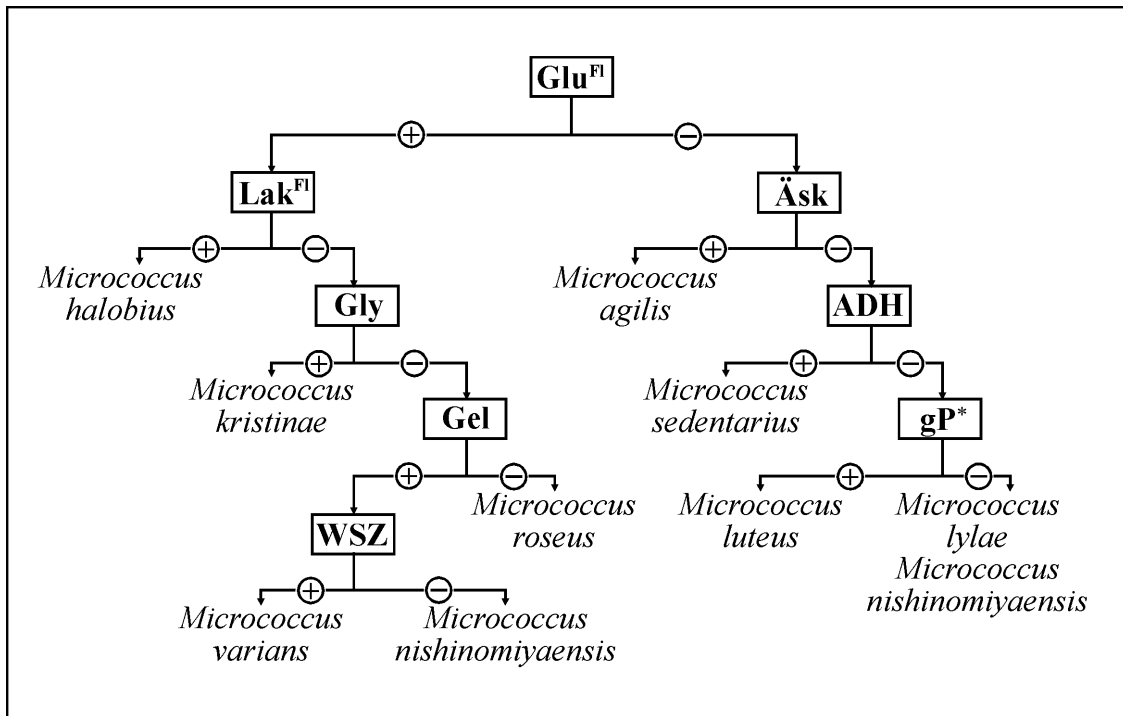 Glu^Fl
+
−
Lak^Fl
Äsk
+
−
+
−
Micrococcus
halobius
Gly
Micrococcus
agilis
ADH
+
−
+
−
Micrococcus
kristinae
Gel
Micrococcus
sedentarius
gP*
+
−
+
−
WSZ
Micrococcus
roseus
Micrococcus
luteus
Micrococcus
lylae
Micrococcus
nishinomiyaensis
+
−
Micrococcus
varians
Micrococcus
nishinomiyaensis